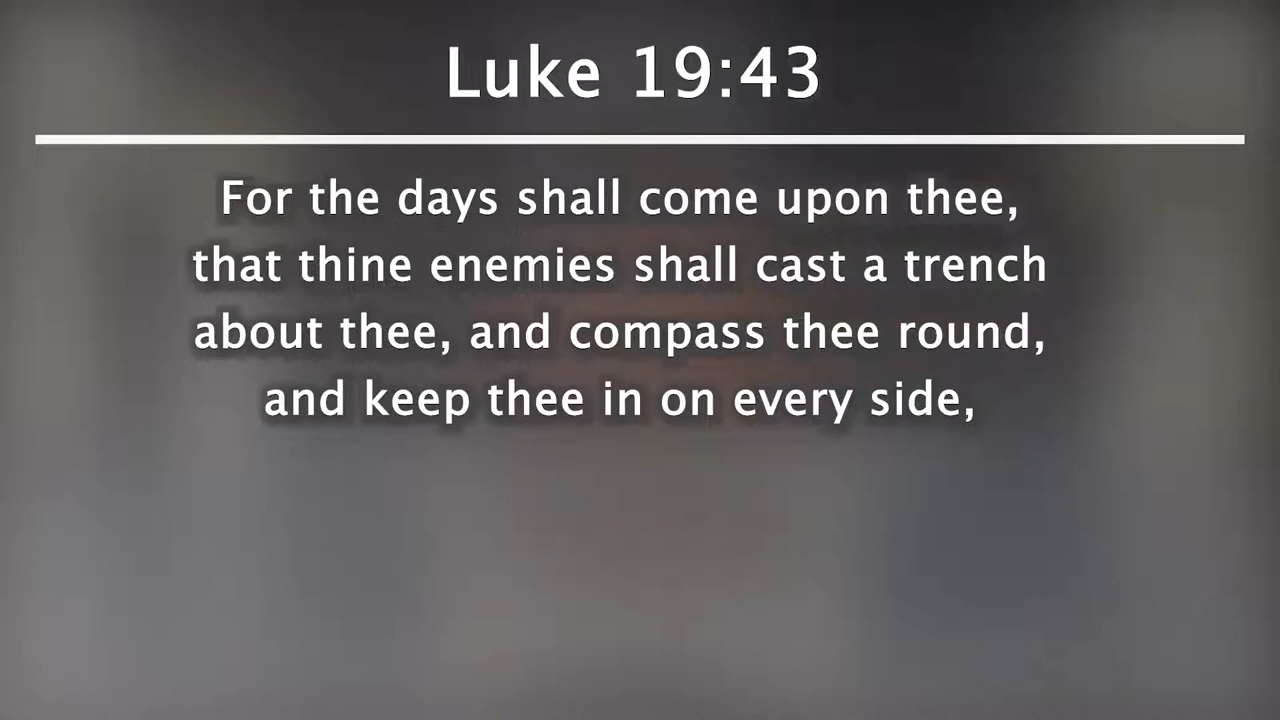 Luke 19:43
For the days shall come upon thee,
that thine enemies shall cast a trench
about thee, and compass thee round,
and keep thee in on every side,